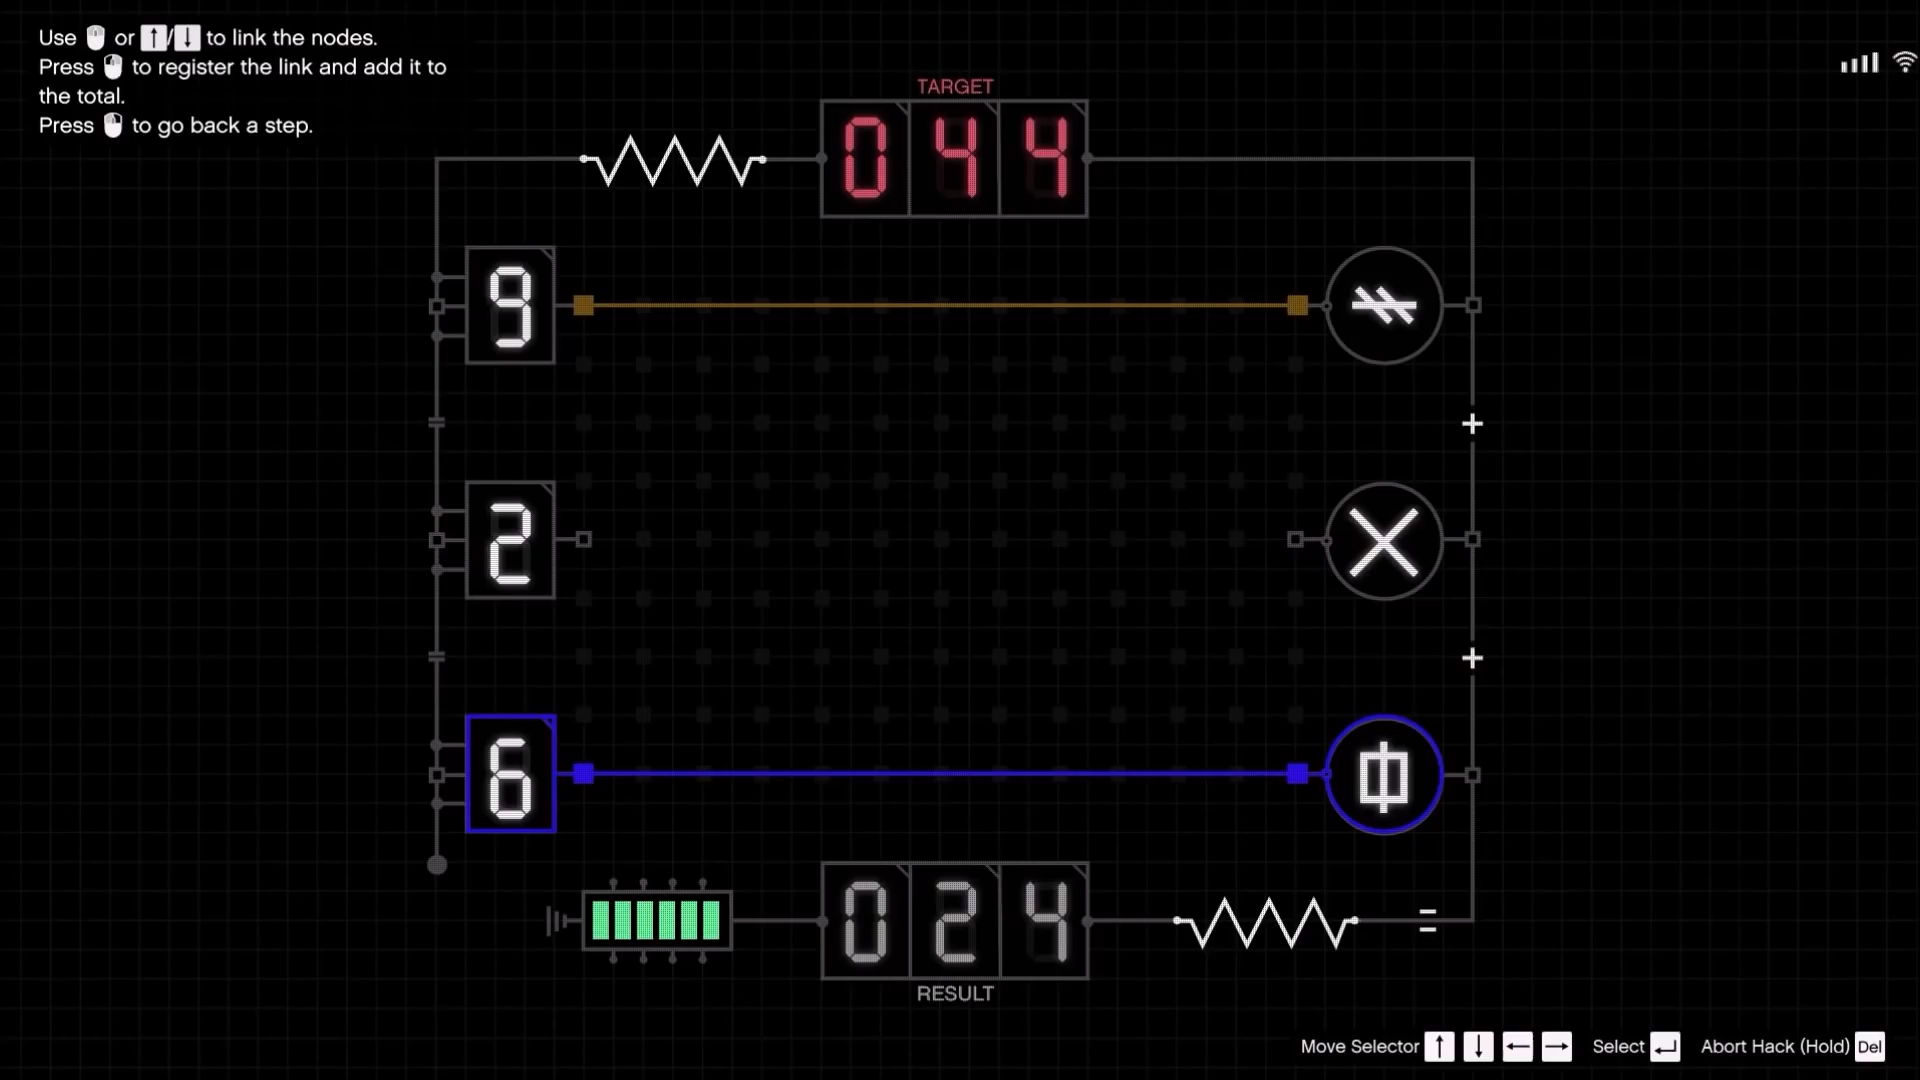 Use or ↑/↓ to link the nodes.
Press to register the link and add it to
the total.
Press to go back a step.
TARGET
044
9
+
2
+
6
024
=
RESULT
Move Selector ↑ ↓ ← → Select ↵ Abort Hack (Hold) Del